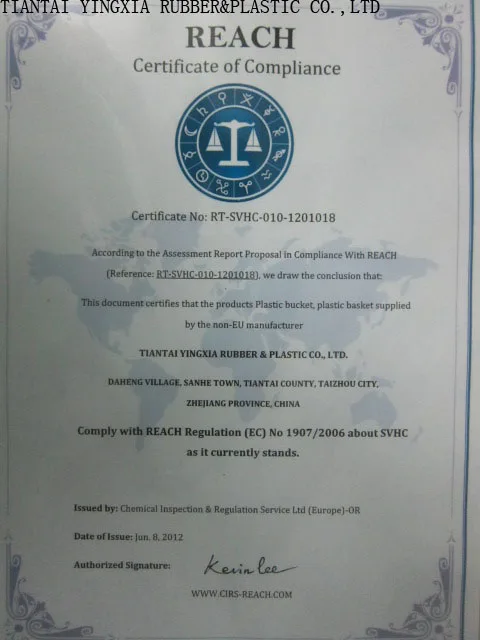 TIANTAI YINGXIA RUBBER&PLASTIC CO.,LTD
REACH
Certificate of Compliance
Certificate No: RT-SVHC-010-1201018
According to the Assessment Report Proposal in Compliance With REACH
(Reference: RT-SVHC-010-1201018), we draw the conclusion that:
This document certifies that the products Plastic bucket, plastic basket supplied
by the non-EU manufacturer
TIANTAI YINGXIA RUBBER & PLASTIC CO., LTD.
DAHENG VILLAGE, SANHE TOWN, TIANTAI COUNTY, TAIZHOU CITY,
ZHEJIANG PROVINCE, CHINA
Comply with REACH Regulation (EC) No 1907/2006 about SVHC
as it currently stands.
Issued by: Chemical Inspection & Regulation Service Ltd (Europe)-OR
Date of Issue: Jun. 8, 2012
Authorized Signature: Kevin lee
WWW.CIRS-REACH.COM